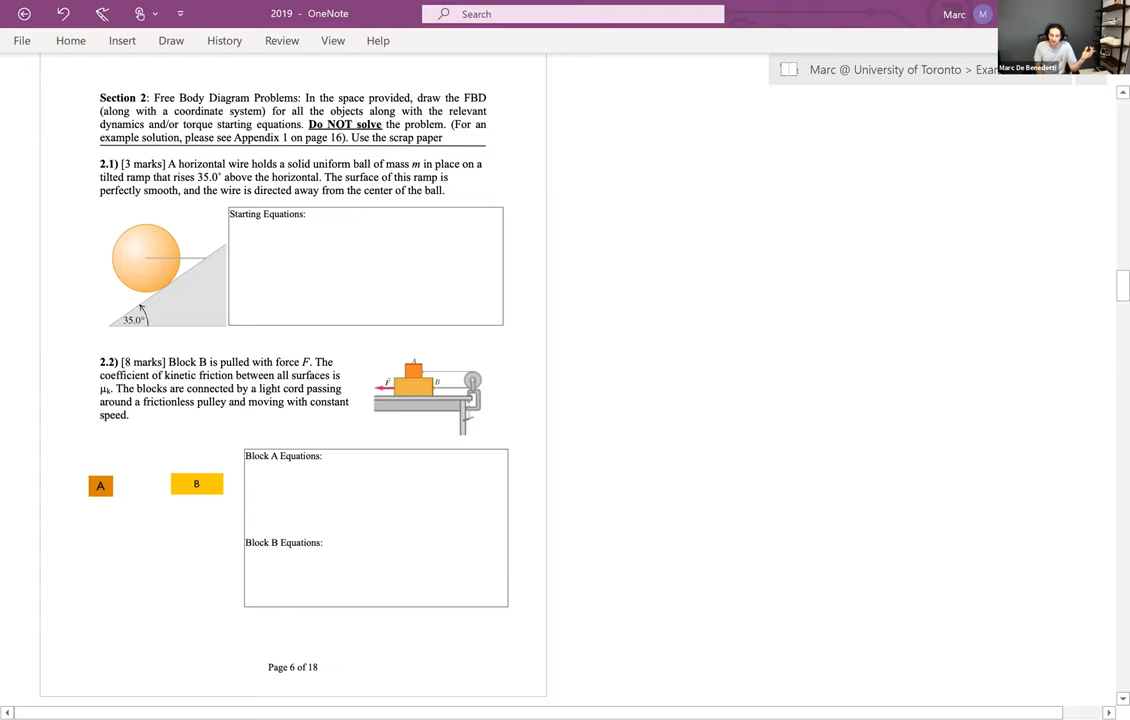 2019 - OneNote
Search
Marc
M
File Home Insert Draw History Review View Help
Marc De Benedetti
Marc @ University of Toronto > Exa
Section 2: Free Body Diagram Problems: In the space provided, draw the FBD
(along with a coordinate system) for all the objects along with the relevant
dynamics and/or torque starting equations. Do NOT solve the problem. (For an
example solution, please see Appendix 1 on page 16). Use the scrap paper
2.1) [3 marks] A horizontal wire holds a solid uniform ball of mass m in place on a
tilted ramp that rises 35.0˚ above the horizontal. The surface of this ramp is
perfectly smooth, and the wire is directed away from the center of the ball.
Starting Equations:
35.0°
2.2) [8 marks] Block B is pulled with force F. The
coefficient of kinetic friction between all surfaces is
μk. The blocks are connected by a light cord passing
around a frictionless pulley and moving with constant
speed.
A
F
B
Block A Equations:
A
B
Block B Equations:
Page 6 of 18